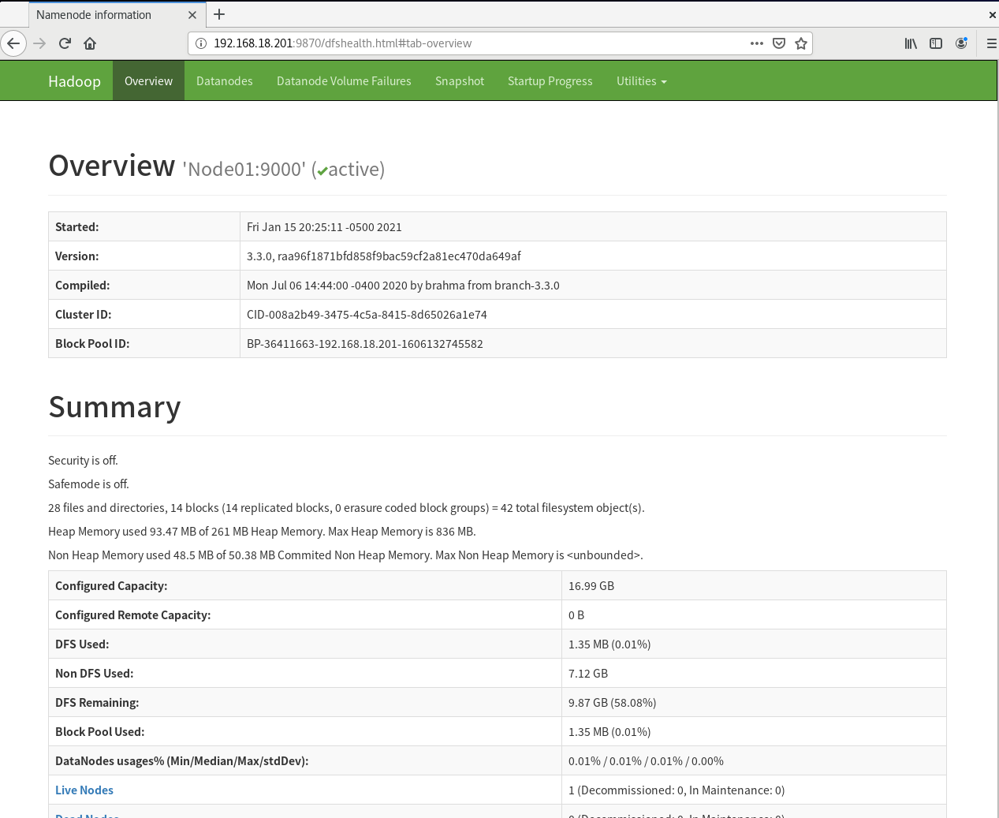 Namenode information
192.168.18.201:9870/dfshealth.html#tab-overview
Hadoop Overview Datanodes Datanode Volume Failures Snapshot Startup Progress Utilities
Overview 'Node01:9000' (✔active)
Started: Fri Jan 15 20:25:11 -0500 2021
Version: 3.3.0, raa96f1871bfd858f9bac59cf2a81ec470da649af
Compiled: Mon Jul 06 14:44:00 -0400 2020 by brahma from branch-3.3.0
Cluster ID: CID-008a2b49-3475-4c5a-8415-8d65026a1e74
Block Pool ID: BP-36411663-192.168.18.201-1606132745582
Summary
Security is off.
Safemode is off.
28 files and directories, 14 blocks (14 replicated blocks, 0 erasure coded block groups) = 42 total filesystem object(s).
Heap Memory used 93.47 MB of 261 MB Heap Memory. Max Heap Memory is 836 MB.
Non Heap Memory used 48.5 MB of 50.38 MB Commited Non Heap Memory. Max Non Heap Memory is <unbounded>.
Configured Capacity: 16.99 GB
Configured Remote Capacity: 0 B
DFS Used: 1.35 MB (0.01%)
Non DFS Used: 7.12 GB
DFS Remaining: 9.87 GB (58.08%)
Block Pool Used: 1.35 MB (0.01%)
DataNodes usages% (Min/Median/Max/stdDev): 0.01% / 0.01% / 0.01% / 0.00%
Live Nodes 1 (Decommissioned: 0, In Maintenance: 0)
Dead Nodes 0 (Decommissioned: 0, In Maintenance: 0)